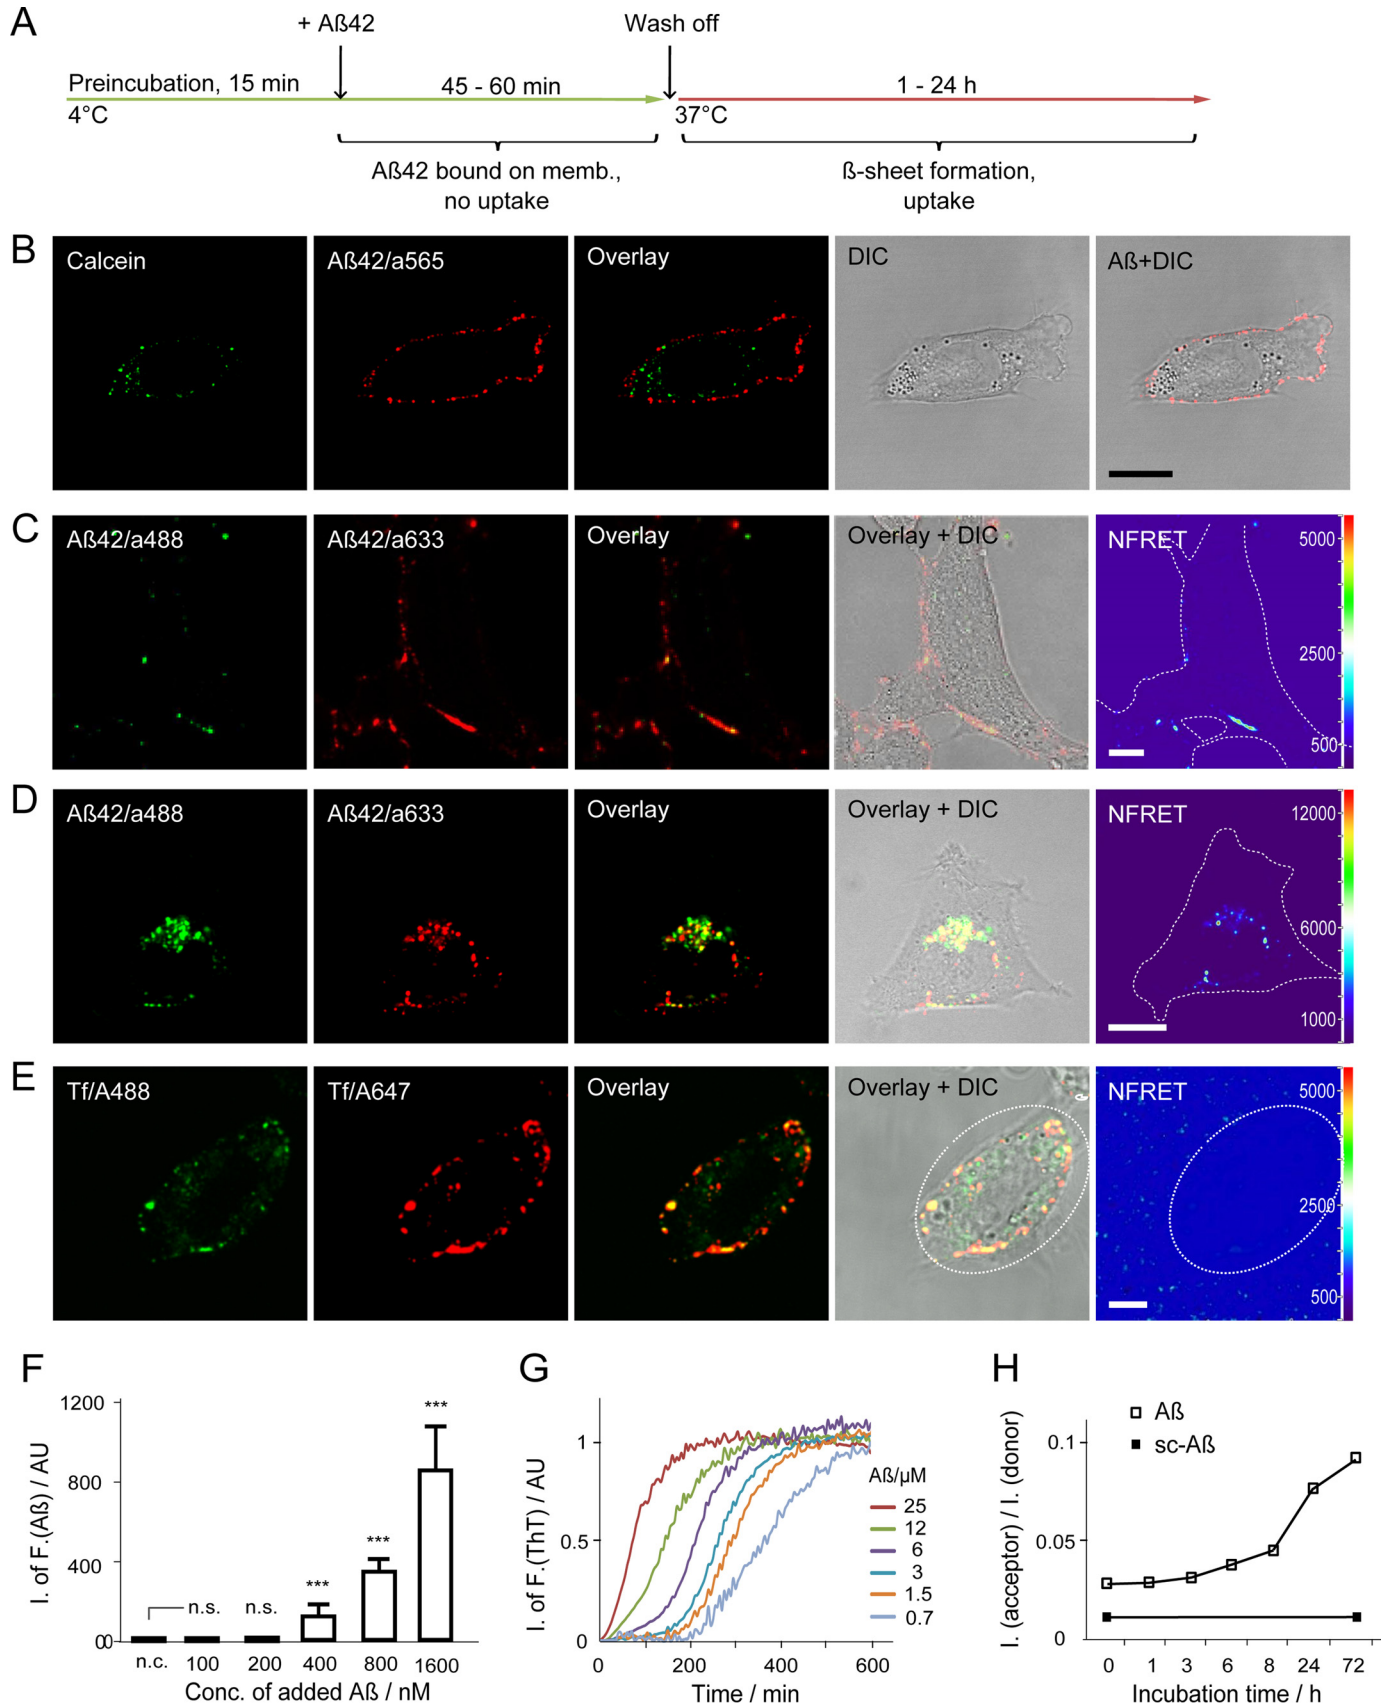 A
+ Aß42
Wash off
Preincubation, 15 min
45 - 60 min
1 - 24 h
4°C
37°C
Aß42 bound on memb.,
no uptake
ß-sheet formation,
uptake
B
Calcein
Aß42/a565
Overlay
DIC
Aß+DIC
C
Aß42/a488
Aß42/a633
Overlay
Overlay + DIC
NFRET
5000
2500
500
D
Aß42/a488
Aß42/a633
Overlay
Overlay + DIC
NFRET
12000
6000
1000
E
Tf/A488
Tf/A647
Overlay
Overlay + DIC
NFRET
5000
2500
500
F
I. of F.(Aß) / AU
1200
800
400
00
n.s.
n.s.
***
***
***
n.c.
100
200
400
800
1600
Conc. of added Aß / nM
G
I. of F.(ThT) / AU
1
0.5
0
0
200
400
600
Time / min
Aß/µM
25
12
6
3
1.5
0.7
H
I. (acceptor) / I. (donor)
Aß
sc-Aß
0.1
0.05
0
0
1
3
6
8
24
72
Incubation time / h